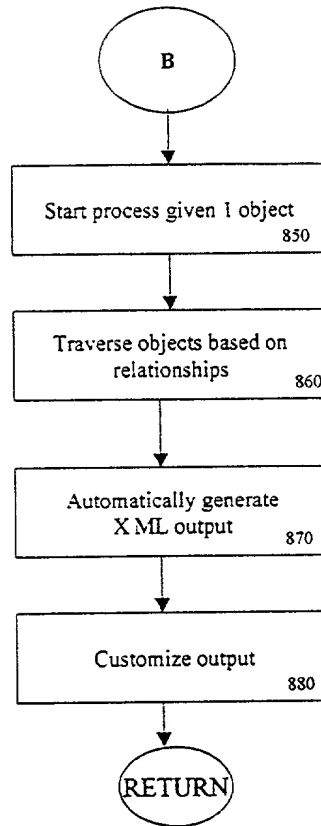 B
Start process given 1 object
850
Traverse objects based on
relationships
860
Automatically generate
X ML output
870
Customize output
880
RETURN